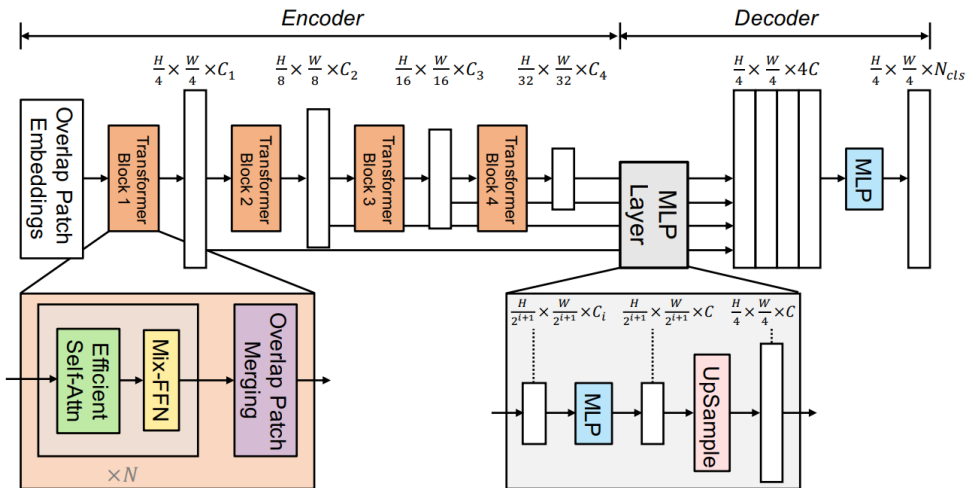 Encoder
Decoder
H/4 × W/4 × C₁
H/8 × W/8 × C₂
H/16 × W/16 × C₃
H/32 × W/32 × C₄
H/4 × W/4 × 4C
H/4 × W/4 × N_cls
Overlap Patch
Embeddings
Transformer
Block 1
Transformer
Block 2
Transformer
Block 3
Transformer
Block 4
MLP
Layer
MLP
Efficient
Self-Attn
Mix-FFN
×N
Overlap Patch
Merging
H/2^{i+1} × W/2^{i+1} × C_i
H/2^{i+1} × W/2^{i+1} × C
H/4 × W/4 × C
MLP
UpSample